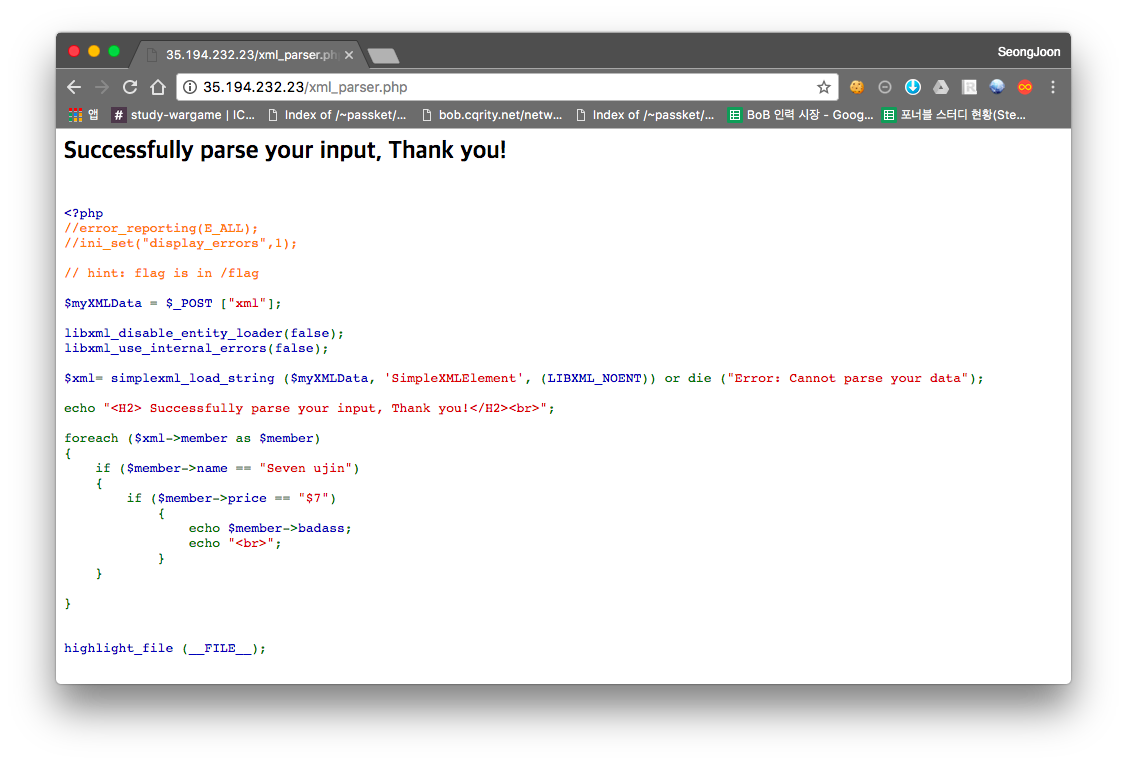 35.194.232.23/xml_parser.ph
SeongJoon
35.194.232.23/xml_parser.php
앱 study-wargame | IC... Index of /~passket/... bob.cqrity.net/netw... Index of /~passket/... BoB 인력 시장 - Goog... 포너블 스터디 현황(Ste...
Successfully parse your input, Thank you!
<?php
//error_reporting(E_ALL);
//ini_set("display_errors",1);
// hint: flag is in /flag
$myXMLData = $_POST ["xml"];
libxml_disable_entity_loader(false);
libxml_use_internal_errors(false);
$xml= simplexml_load_string ($myXMLData, 'SimpleXMLElement', (LIBXML_NOENT)) or die ("Error: Cannot parse your data");
echo "<H2> Successfully parse your input, Thank you!</H2><br>";
foreach ($xml->member as $member)
{
if ($member->name == "Seven ujin")
{
if ($member->price == "$7")
{
echo $member->badass;
echo "<br>";
}
}
}
highlight_file (__FILE__);